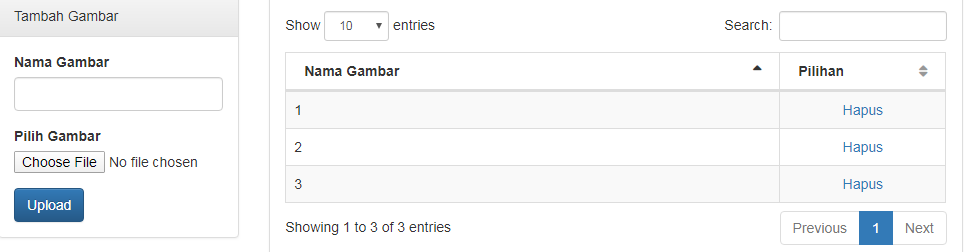 Tambah Gambar
Nama Gambar
Pilih Gambar
Choose File No file chosen
Upload
Show 10 entries
Search:
Nama Gambar Pilihan
1 Hapus
2 Hapus
3 Hapus
Showing 1 to 3 of 3 entries
Previous 1 Next